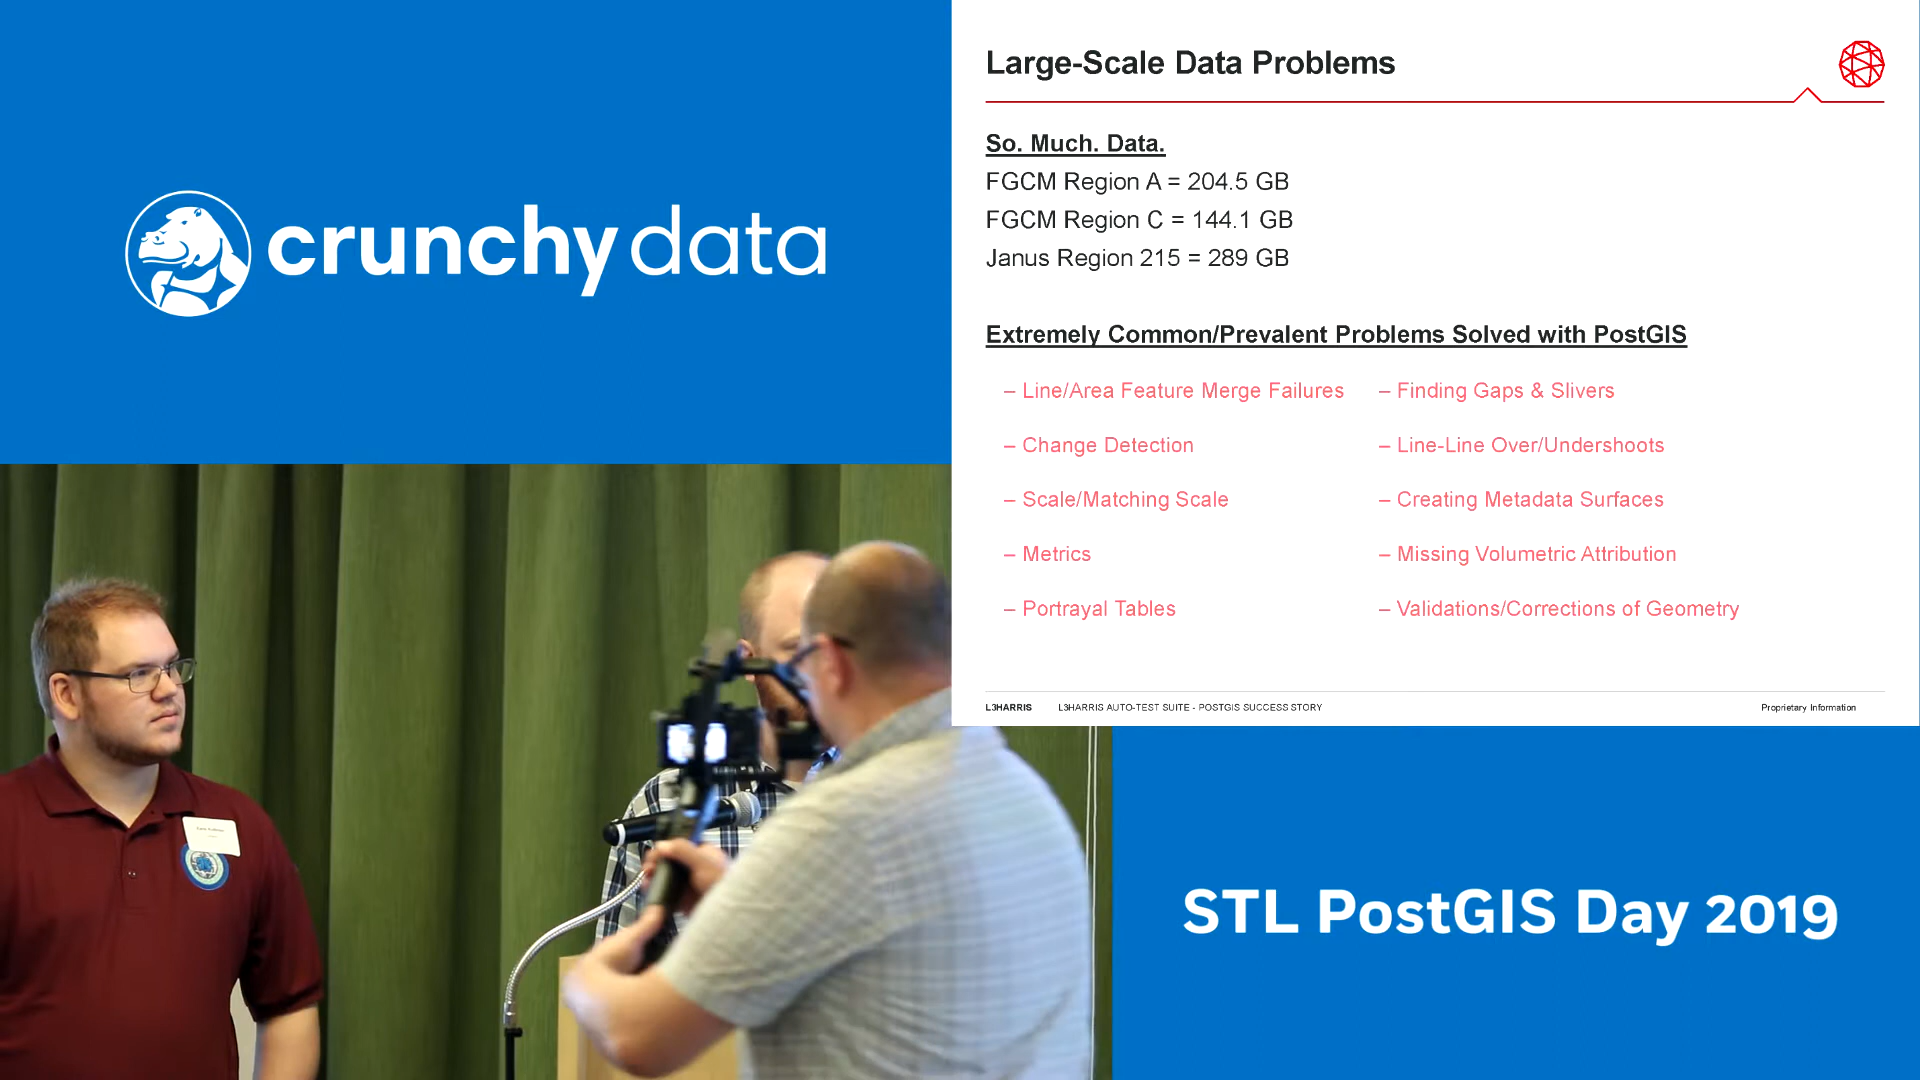 crunchydata
Large-Scale Data Problems
So. Much. Data.
FGCM Region A = 204.5 GB
FGCM Region C = 144.1 GB
Janus Region 215 = 289 GB
Extremely Common/Prevalent Problems Solved with PostGIS
– Line/Area Feature Merge Failures
– Change Detection
– Scale/Matching Scale
– Metrics
– Portrayal Tables
– Finding Gaps & Slivers
– Line-Line Over/Undershoots
– Creating Metadata Surfaces
– Missing Volumetric Attribution
– Validations/Corrections of Geometry
L3HARRIS
L3HARRIS AUTO-TEST SUITE - POSTGIS SUCCESS STORY
Proprietary Information
STL PostGIS Day 2019